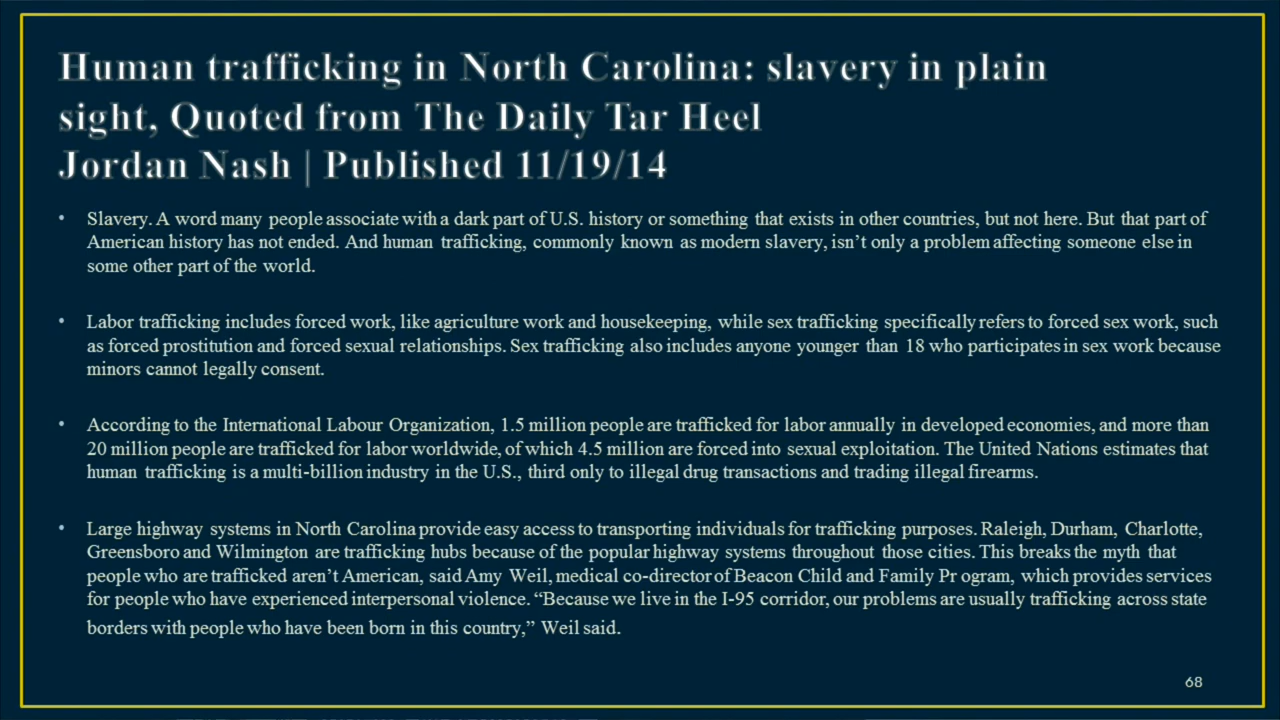 Human trafficking in North Carolina: slavery in plain
sight, Quoted from The Daily Tar Heel
Jordan Nash | Published 11/19/14
• Slavery. A word many people associate with a dark part of U.S. history or something that exists in other countries, but not here. But that part of
American history has not ended. And human trafficking, commonly known as modern slavery, isn't only a problem affecting someone else in
some other part of the world.
• Labor trafficking includes forced work, like agriculture work and housekeeping, while sex trafficking specifically refers to forced sex work, such
as forced prostitution and forced sexual relationships. Sex trafficking also includes anyone younger than 18 who participates in sex work because
minors cannot legally consent.
• According to the International Labour Organization, 1.5 million people are trafficked for labor annually in developed economies, and more than
20 million people are trafficked for labor worldwide, of which 4.5 million are forced into sexual exploitation. The United Nations estimates that
human trafficking is a multi-billion industry in the U.S., third only to illegal drug transactions and trading illegal firearms.
• Large highway systems in North Carolina provide easy access to transporting individuals for trafficking purposes. Raleigh, Durham, Charlotte,
Greensboro and Wilmington are trafficking hubs because of the popular highway systems throughout those cities. This breaks the myth that
people who are trafficked aren't American, said Amy Weil, medical co-director of Beacon Child and Family Pr ogram, which provides services
for people who have experienced interpersonal violence. “Because we live in the I-95 corridor, our problems are usually trafficking across state
borders with people who have been born in this country,” Weil said.
68